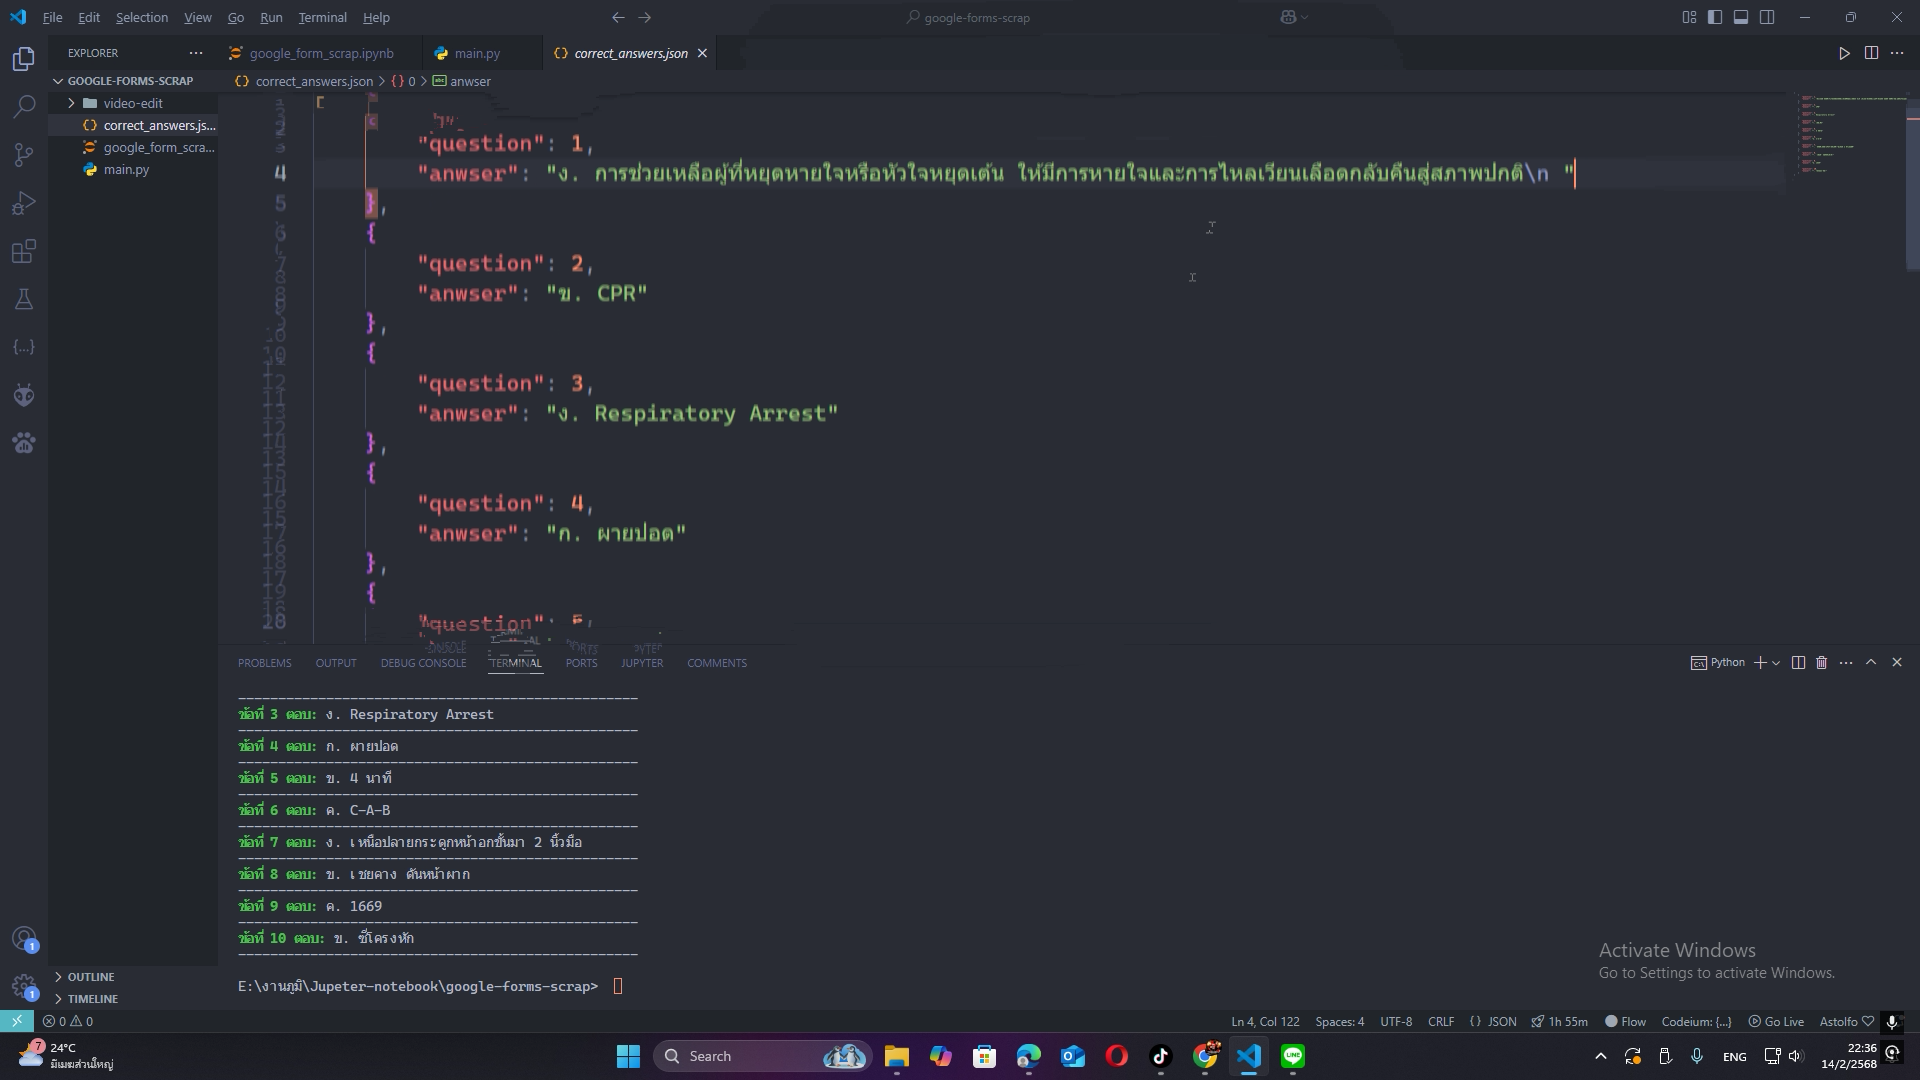 File Edit Selection View Go Run Terminal Help
google-forms-scrap
EXPLORER
google_form_scrap.ipynb
main.py
correct_answers.json
GOOGLE-FORMS-SCRAP
correct_answers.json > {} 0 > anwser
video-edit
correct_answers.js...
google_form_scra...
main.py
[
"question": 1,
4 "anwser": "ง. การช่วยเหลือผู้ที่หยุดหายใจหรือหัวใจหยุดเต้น ให้มีการหายใจและการไหลเวียนเลือดกลับคืนสู่สภาพปกติ\n "
5 },
{
"question": 2,
"anwser": "ข. CPR"
},
{
"question": 3,
"anwser": "ง. Respiratory Arrest"
},
{
"question": 4,
"anwser": "ก. ผายปอด"
},
{
"question": 5,
PROBLEMS OUTPUT DEBUG CONSOLE TERMINAL PORTS JUPYTER COMMENTS
Python
ข้อที่ 3 ตอบ: ง. Respiratory Arrest
ข้อที่ 4 ตอบ: ก. ผายปอด
ข้อที่ 5 ตอบ: ข. 4 นาที
ข้อที่ 6 ตอบ: ค. C-A-B
ข้อที่ 7 ตอบ: ง. เหนือปลายกระดูกหน้าอกขึ้นมา 2 นิ้วมือ
ข้อที่ 8 ตอบ: ข. เชยคาง ดันหน้าผาก
ข้อที่ 9 ตอบ: ค. 1669
ข้อที่ 10 ตอบ: ข. ซี่โครงหัก
E:\งานภูมิ\Jupeter-notebook\google-forms-scrap>
Activate Windows
Go to Settings to activate Windows.
OUTLINE
TIMELINE
0 0
Ln 4, Col 122 Spaces: 4 UTF-8 CRLF {} JSON 1h 55m Flow Codeium: {...} Go Live Astolfo
7
24°C
มีเมฆส่วนใหญ่
Search
ENG
22:36
14/2/2568